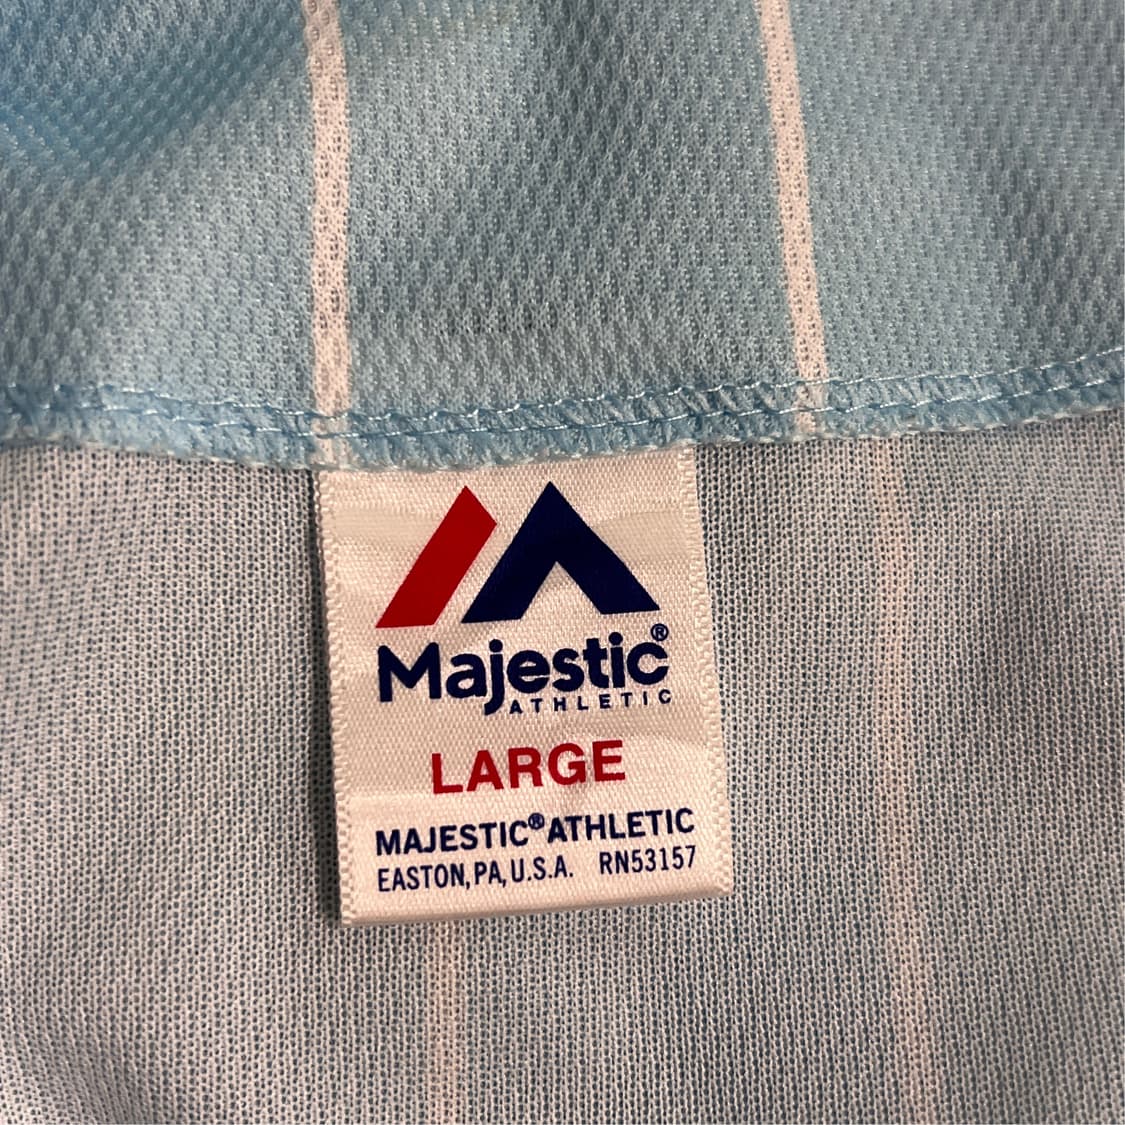 Majestic®
ATHLETIC
LARGE
MAJESTIC®ATHLETIC
EASTON, PA, U.S.A. RN53157